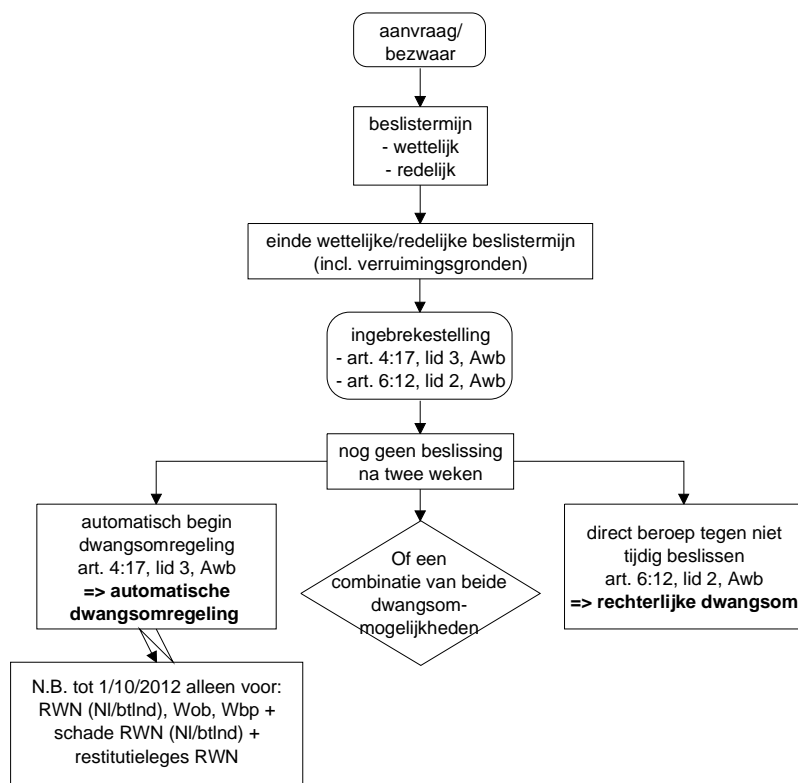 aanvraag/
bezwaar
beslistermijn
- wettelijk
- redelijk
einde wettelijke/redelijke beslistermijn
(incl. verruimingsgronden)
ingebrekestelling
- art. 4:17, lid 3, Awb
- art. 6:12, lid 2, Awb
nog geen beslissing
na twee weken
automatisch begin
dwangsomregeling
art. 4:17, lid 3, Awb
=> automatische
dwangsomregeling
Of een
combinatie van beide
dwangsom-
mogelijkheden
direct beroep tegen niet
tijdig beslissen
art. 6:12, lid 2, Awb
=> rechterlijke dwangsom
N.B. tot 1/10/2012 alleen voor:
RWN (Nl/btlnd), Wob, Wbp +
schade RWN (Nl/btlnd) +
restitutieleges RWN